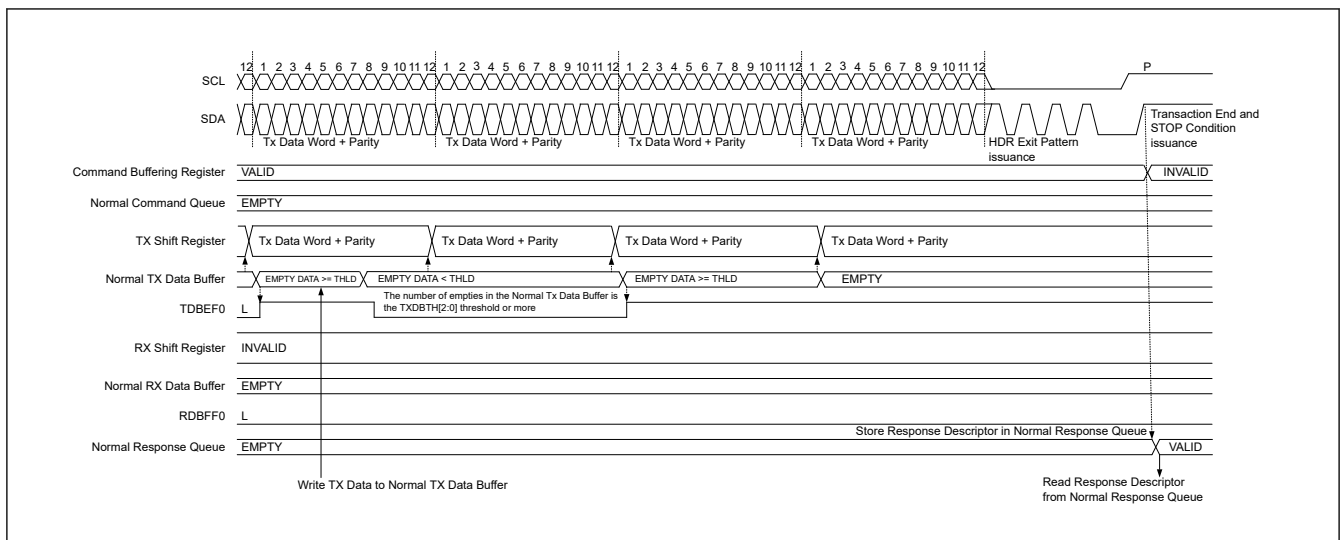 12 1 2 3 4 5 6 7 8 9 10 11 12 1 2 3 4 5 6 7 8 9 10 11 12 1 2 3 4 5 6 7 8 9 10 11 12 1 2 3 4 5 6 7 8 9 10 11 12 P
SCL
SDA
Transaction End and
STOP Condition
issuance
Tx Data Word + Parity Tx Data Word + Parity Tx Data Word + Parity Tx Data Word + Parity HDR Exit Pattern
issuance
Command Buffering Register VALID INVALID
Normal Command Queue EMPTY
TX Shift Register Tx Data Word + Parity Tx Data Word + Parity Tx Data Word + Parity Tx Data Word + Parity
Normal TX Data Buffer EMPTY DATA >= THLD EMPTY DATA < THLD EMPTY DATA >= THLD EMPTY
The number of empties in the Normal Tx Data Buffer is
the TXDBTH[2:0] threshold or more
TDBEF0 L
RX Shift Register INVALID
Normal RX Data Buffer EMPTY
RDBFF0 L
Store Response Descriptor in Normal Response Queue
Normal Response Queue EMPTY VALID
Write TX Data to Normal TX Data Buffer
Read Response Descriptor
from Normal Response Queue